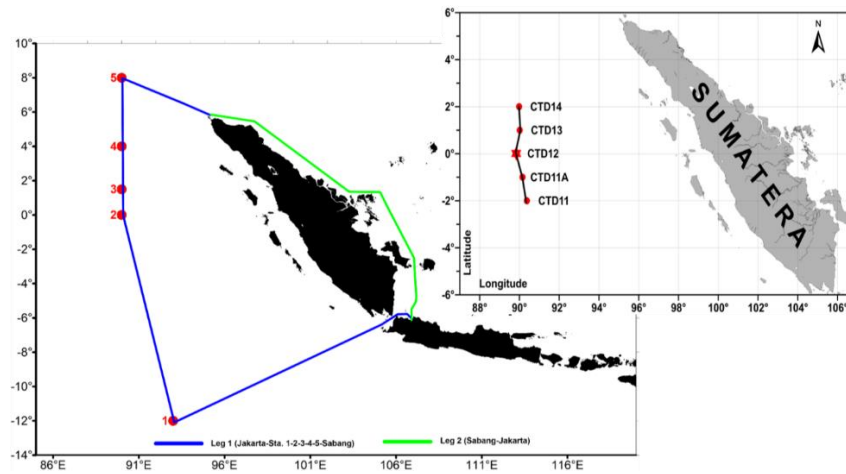 10°
8°
6°
4°
2°
0°
-2°
-4°
-6°
-8°
-10°
-12°
-14°
86°E
91°E
96°E
101°E
106°E
111°E
116°E
5
4
3
2
1
Leg 1 (Jakarta-Sta. 1-2-3-4-5-Sabang)
Leg 2 (Sabang-Jakarta)
6°
4°
2°
0°
-2°
-4°
-6°
N
SUMATERA
CTD14
CTD13
CTD12
CTD11A
CTD11
Latitude
Longitude
88°
90°
92°
94°
96°
98°
100°
102°
104°
106°